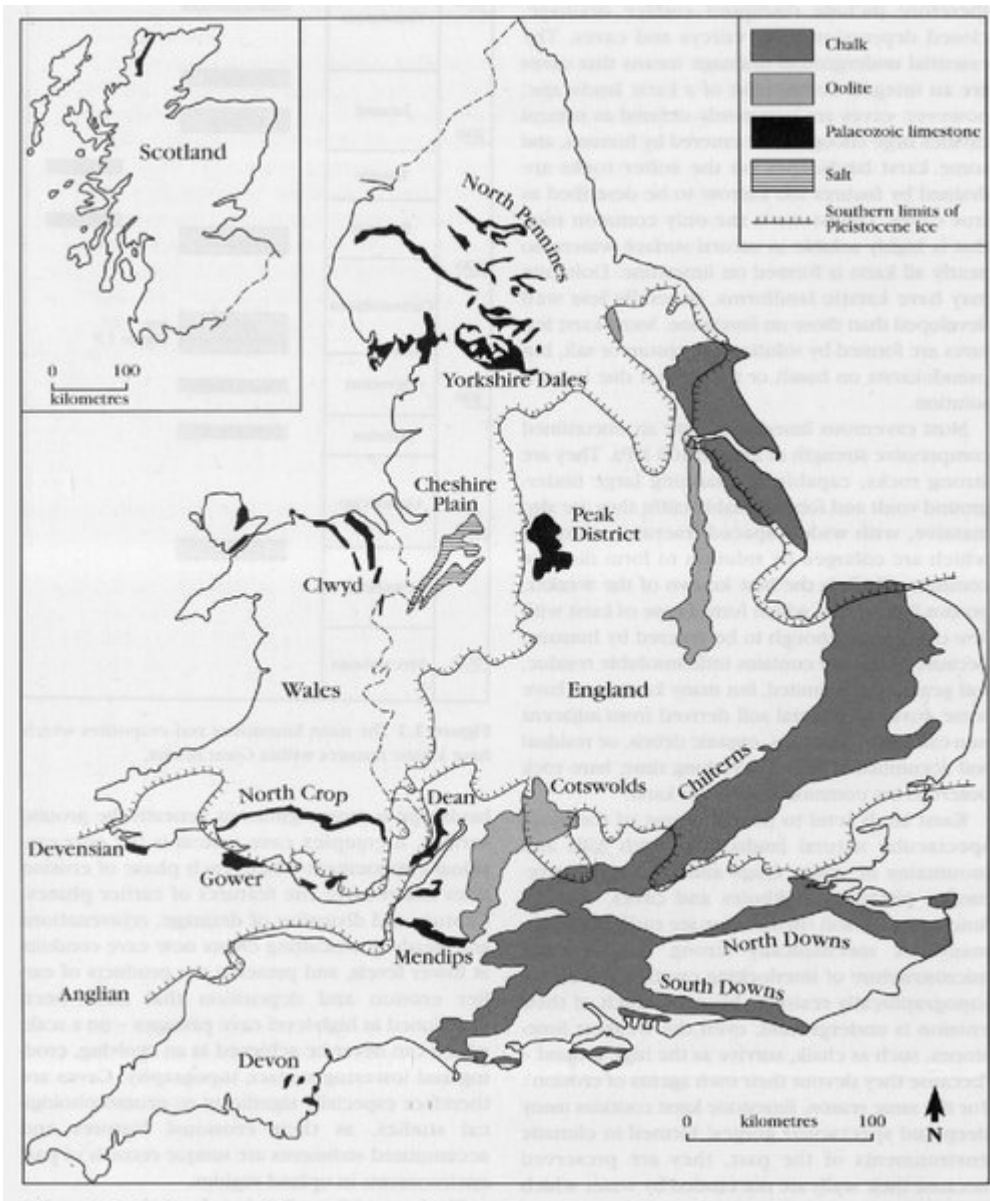 Scotland
0 100
kilometres
Chalk
Oolite
Palaeozoic limestone
Salt
Southern limits of
Pleistocene ice
North Pennines
Yorkshire Dales
Cheshire
Plain
Peak
District
Clwyd
Wales
England
North Crop
Dean
Cotswolds
Chilterns
Devensian
Gower
Mendips
North Downs
South Downs
Anglian
Devon
0 kilometres 100
N